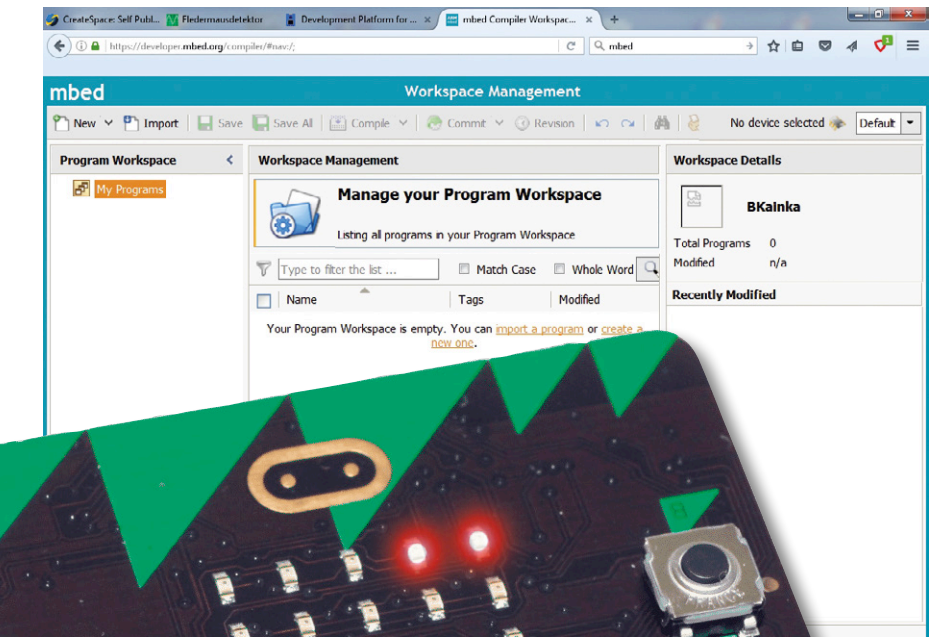 CreateSpace: Self Publ...
Fledermausdetektor
Development Platform for ...
mbed Compiler Workspac...
https://developer.mbed.org/compiler/#nav:/;
mbed
1
mbed
Workspace Management
New
Import
Save
Save All
Compile
Commit
Revision
No device selected
Default
Program Workspace
Workspace Management
Workspace Details
My Programs
Manage your Program Workspace
Listing all programs in your Program Workspace
BKainka
Total Programs 0
Modified n/a
Type to filter the list ...
Match Case
Whole Word
Recently Modified
Name
Tags
Modified
Your Program Workspace is empty. You can import a program or create a
new one.
B
FRANCE